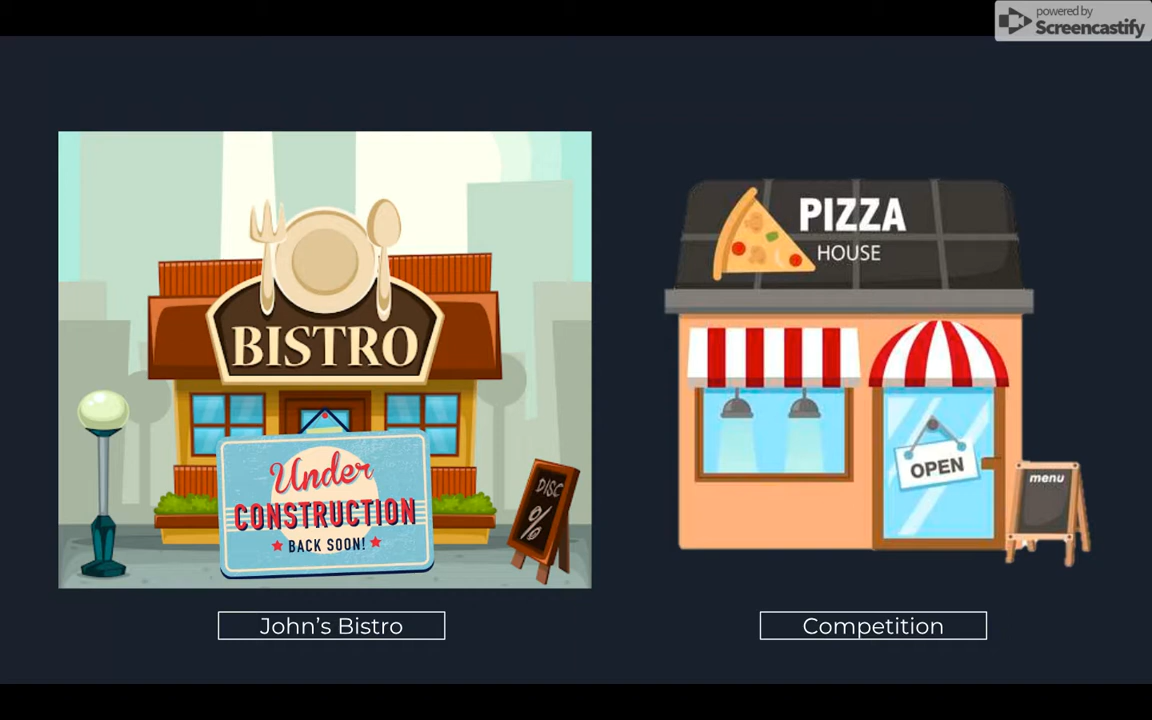 powered by
Screencastify
BISTRO
Under
CONSTRUCTION
BACK SOON!
DISC
%
PIZZA
HOUSE
OPEN
menu
John's Bistro
Competition